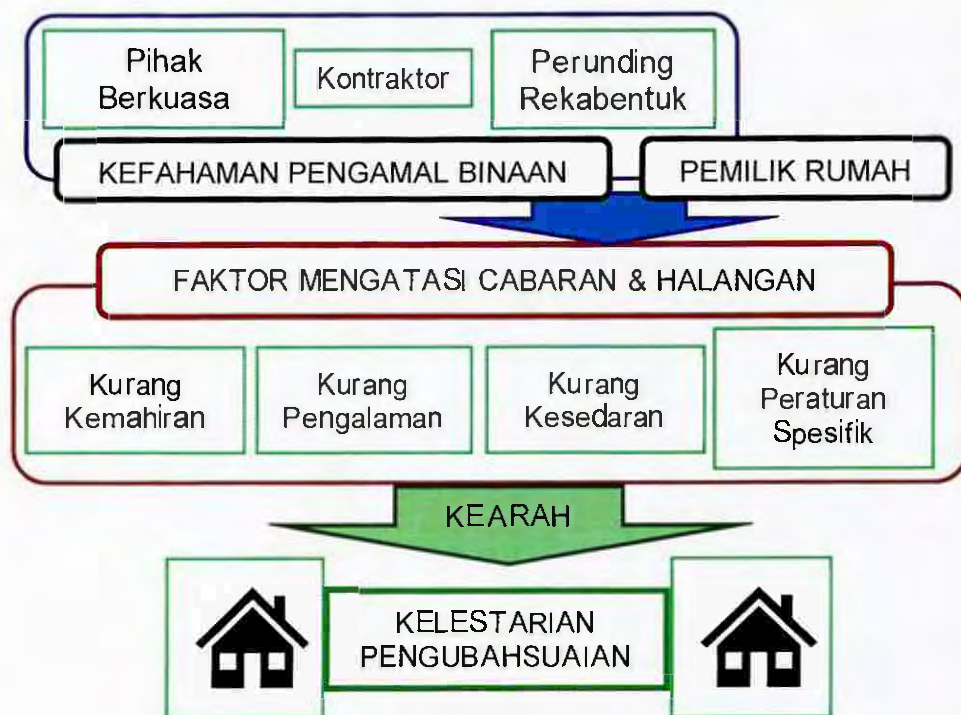 Pihak
Berkuasa
Kontraktor
Perunding
Rekabentuk
KEFAHAMAN PENGAMAL BINAAN
PEMILIK RUMAH
FAKTOR MENGATASI CABARAN & HALANGAN
Kurang
Kemahiran
Kurang
Pengalaman
Kurang
Kesedaran
Kurang
Peraturan
Spesifik
KEARAH
KELESTARIAN
PENGUBAHSUAIAN